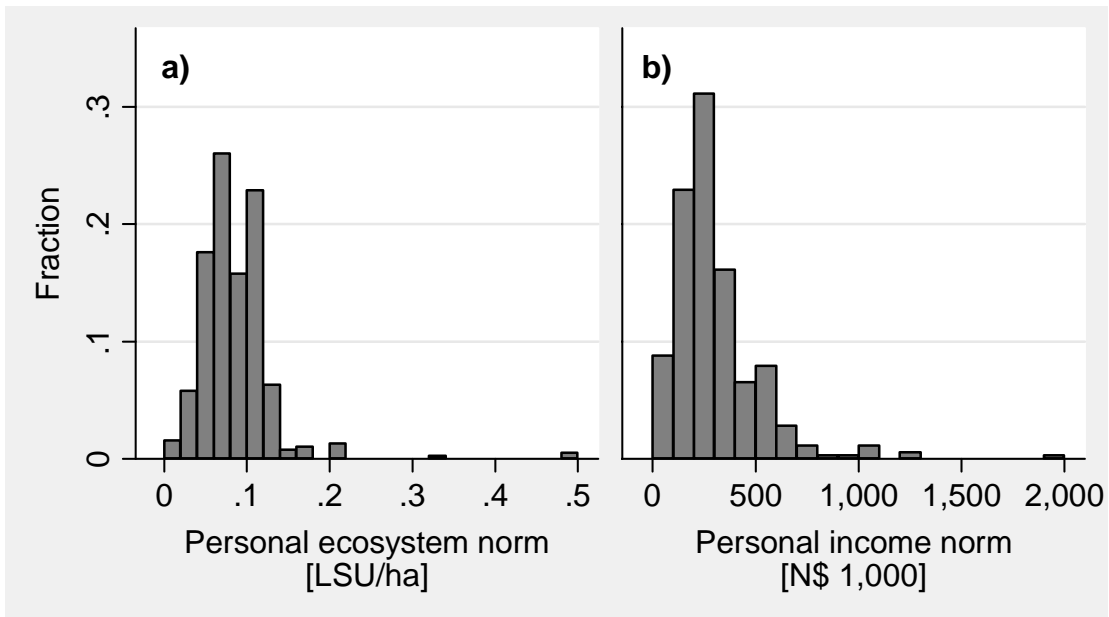 a)
b)
Fraction
.3
.2
.1
0
0 .1 .2 .3 .4 .5
0 500 1,000 1,500 2,000
Personal ecosystem norm
[LSU/ha]
Personal income norm
[N$ 1,000]